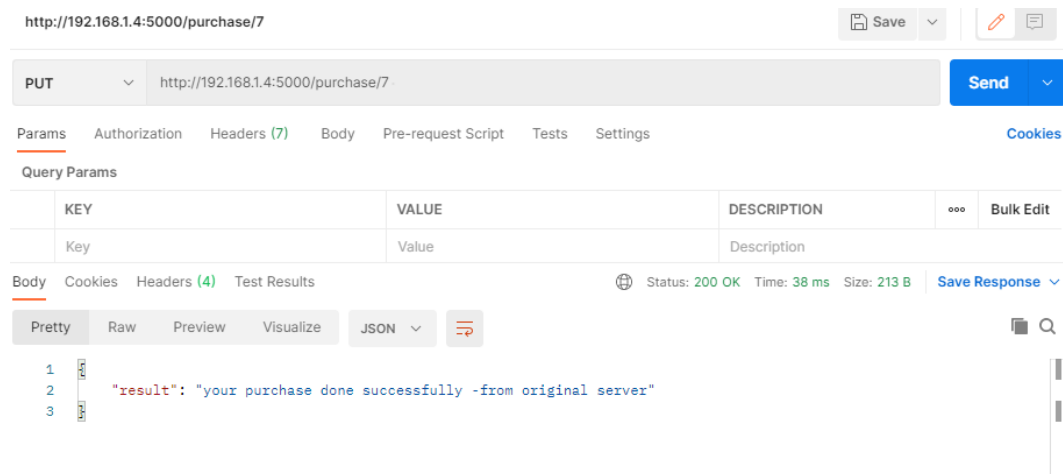 http://192.168.1.4:5000/purchase/7
Save
PUT http://192.168.1.4:5000/purchase/7 Send
Params Authorization Headers (7) Body Pre-request Script Tests Settings Cookies
Query Params
KEY VALUE DESCRIPTION ooo Bulk Edit
Key Value Description
Body Cookies Headers (4) Test Results Status: 200 OK Time: 38 ms Size: 213 B Save Response
Pretty Raw Preview Visualize JSON
1 {
2 "result": "your purchase done successfully -from original server"
3 }